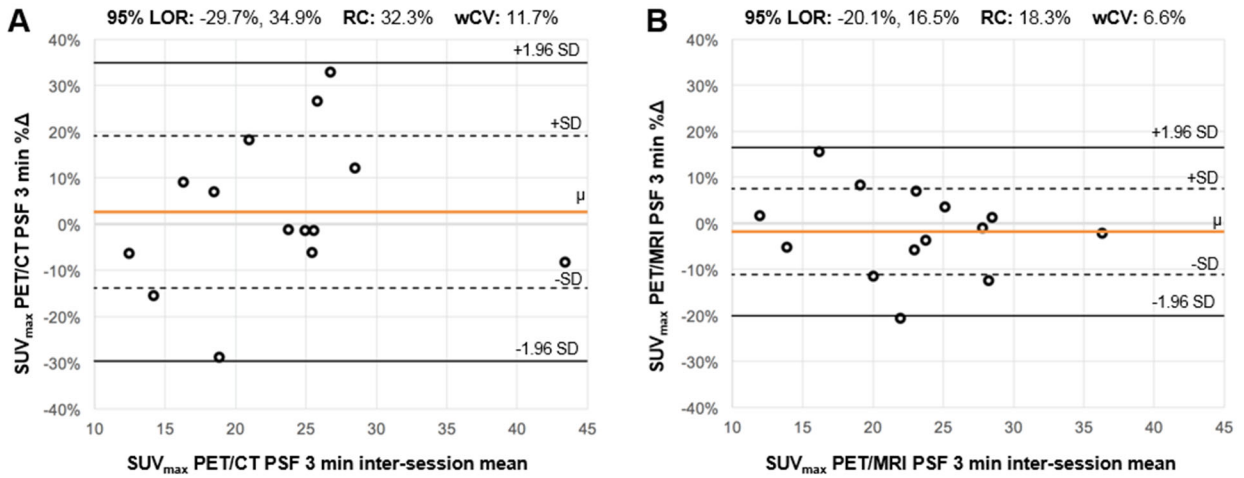 A
95% LOR: -29.7%, 34.9% RC: 32.3% wCV: 11.7%
40%
30%
20%
10%
0%
-10%
-20%
-30%
-40%
+1.96 SD
+SD
μ
-SD
-1.96 SD
10 15 20 25 30 35 40 45
SUVmax PET/CT PSF 3 min %Δ
SUVmax PET/CT PSF 3 min inter-session mean
B
95% LOR: -20.1%, 16.5% RC: 18.3% wCV: 6.6%
40%
30%
20%
10%
0%
-10%
-20%
-30%
-40%
+1.96 SD
+SD
μ
-SD
-1.96 SD
10 15 20 25 30 35 40 45
SUVmax PET/MRI PSF 3 min %Δ
SUVmax PET/MRI PSF 3 min inter-session mean